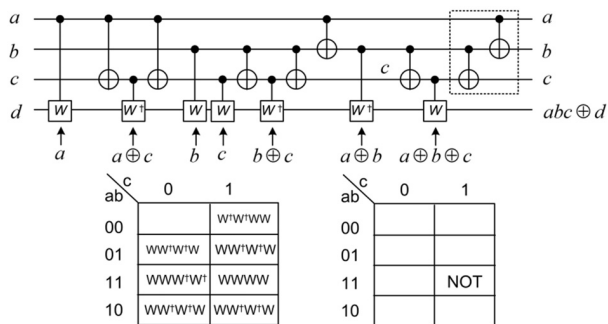 a a
b b
c c c
d W W† W W W† W† W abc⊕d
a a⊕c b c b⊕c a⊕b a⊕b⊕c
c 0 1
ab
00 W†W†WW
01 WW†W†W WW†W†W
11 WWW†W† WWWW
10 WW†W†W WW†W†W
c 0 1
ab
00
01
11 NOT
10